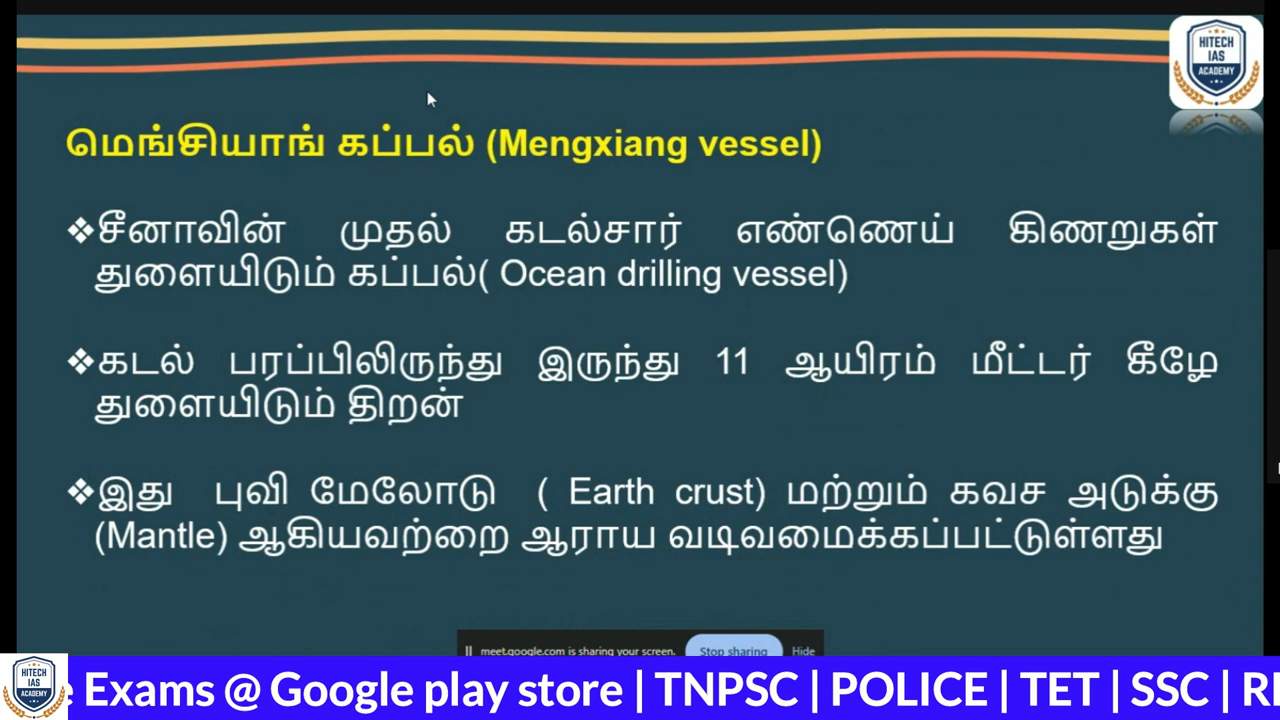 HITECH
IAS
ACADEMY
மெங்சியாங் கப்பல் (Mengxiang vessel)
❖சீனாவின் முதல் கடல்சார் எண்ணெய் கிணறுகள்
துளையிடும் கப்பல்( Ocean drilling vessel)
❖கடல் பரப்பிலிருந்து இருந்து 11 ஆயிரம் மீட்டர் கீழே
துளையிடும் திறன்
❖இது புவி மேலோடு ( Earth crust) மற்றும் கவச அடுக்கு
(Mantle) ஆகியவற்றை ஆராய வடிவமைக்கப்பட்டுள்ளது
meet.google.com is sharing your screen. Stop sharing Hide
HITECH
IAS
ACADEMY
Exams @ Google play store | TNPSC | POLICE | TET | SSC |